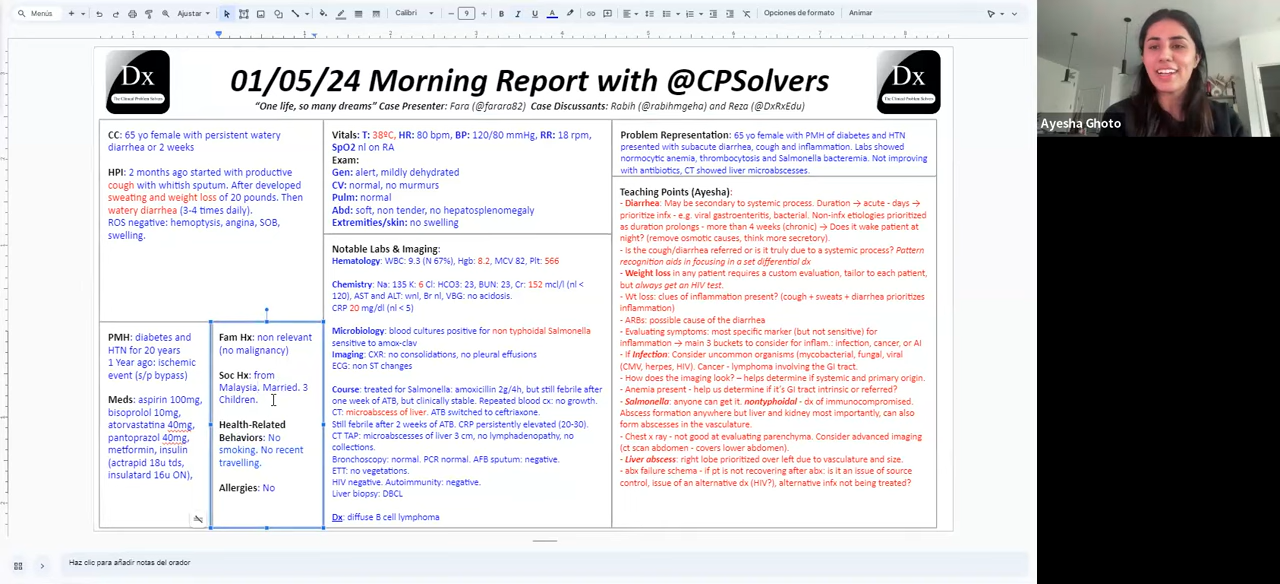 Menús
Ajustar
Calibri
9
Opciones de formato
Animar
1
1
2
3
4
5
6
7
8
9
Dx
The Clinical Problem Solvers
01/05/24 Morning Report with @CPSolvers
Dx
The Clinical Problem Solvers
“One life, so many dreams” Case Presenter: Fara (@farara82) Case Discussants: Rabih (@rabihmgeha) and Reza (@DxRxEdu)
CC: 65 yo female with persistent watery
diarrhea or 2 weeks
HPI: 2 months ago started with productive
cough with whitish sputum. After developed
sweating and weight loss of 20 pounds. Then
watery diarrhea (3-4 times daily).
ROS negative: hemoptysis, angina, SOB,
swelling.
PMH: diabetes and
HTN for 20 years
1 Year ago: ischemic
event (s/p bypass)
Meds: aspirin 100mg,
bisoprolol 10mg,
atorvastatina 40mg,
pantoprazol 40mg,
metformin, insulin
(actrapid 18u tds,
insulatard 16u ON),
Fam Hx: non relevant
(no malignancy)
Soc Hx: from
Malaysia. Married. 3
Children.
Health-Related
Behaviors: No
smoking. No recent
travelling.
Allergies: No
Vitals: T: 38ºC, HR: 80 bpm, BP: 120/80 mmHg, RR: 18 rpm,
SpO2 nl on RA
Exam:
Gen: alert, mildly dehydrated
CV: normal, no murmurs
Pulm: normal
Abd: soft, non tender, no hepatosplenomegaly
Extremities/skin: no swelling
Notable Labs & Imaging:
Hematology: WBC: 9.3 (N 67%), Hgb: 8.2, MCV 82, Plt: 566
Chemistry: Na: 135 K: 6 Cl: HCO3: 23, BUN: 23, Cr: 152 mcl/l (nl <
120), AST and ALT: wnl, Br nl, VBG: no acidosis.
CRP 20 mg/dl (nl < 5)
Microbiology: blood cultures positive for non typhoidal Salmonella
sensitive to amox-clav
Imaging: CXR: no consolidations, no pleural effusions
ECG: non ST changes
Course: treated for Salmonella: amoxicillin 2g/4h, but still febrile after
one week of ATB, but clinically stable. Repeated blood cx: no growth.
CT: microabscess of liver. ATB switched to ceftriaxone.
Still febrile after 2 weeks of ATB. CRP persistently elevated (20-30).
CT TAP: microabscesses of liver 3 cm, no lymphadenopathy, no
collections.
Bronchoscopy: normal. PCR normal. AFB sputum: negative.
ETT: no vegetations.
HIV negative. Autoimmunity: negative.
Liver biopsy: DBCL
Dx: diffuse B cell lymphoma
Problem Representation: 65 yo female with PMH of diabetes and HTN
presented with subacute diarrhea, cough and inflammation. Labs showed
normocytic anemia, thrombocytosis and Salmonella bacteremia. Not improving
with antibiotics, CT showed liver microabscesses.
Teaching Points (Ayesha):
- Diarrhea: May be secondary to systemic process. Duration → acute - days →
prioritize infx - e.g. viral gastroenteritis, bacterial. Non-infx etiologies prioritized
as duration prolongs - more than 4 weeks (chronic) → Does it wake patient at
night? (remove osmotic causes, think more secretory).
- Is the cough/diarrhea referred or is it truly due to a systemic process? Pattern
recognition aids in focusing in a set differential dx
- Weight loss in any patient requires a custom evaluation, tailor to each patient,
but always get an HIV test.
- Wt loss: clues of inflammation present? (cough + sweats + diarrhea prioritizes
inflammation)
- ARBs: possible cause of the diarrhea
- Evaluating symptoms: most specific marker (but not sensitive) for
inflammation → main 3 buckets to consider for inflam.: infection, cancer, or AI
- If Infection: Consider uncommon organisms (mycobacterial, fungal, viral
(CMV, herpes, HIV). Cancer - lymphoma involving the GI tract.
- How does the imaging look? – helps determine if systemic and primary origin.
- Anemia present - help us determine if it's GI tract intrinsic or referred?
- Salmonella: anyone can get it. nontyphoidal = dx of immunocompromised.
Abscess formation anywhere but liver and kidney most importantly, can also
form abscesses in the vasculature.
- Chest x ray - not good at evaluating parenchyma. Consider advanced imaging
(ct scan abdomen - covers lower abdomen).
- Liver abscess: right lobe prioritized over left due to vasculature and size.
- abx failure schema - if pt is not recovering after abx: is it an issue of source
control, issue of an alternative dx (HIV?), alternative infx not being treated?
Haz clic para añadir notas del orador
Ayesha Ghoto